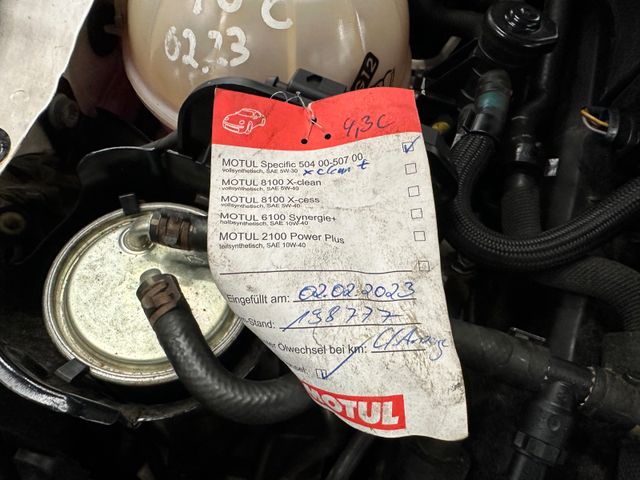 C
02.23
G12
4,3L
MOTUL Specific 504 00-507 00
vollsynthetisch, SAE 5W-30 x clean +
MOTUL 8100 X-clean
vollsynthetisch, SAE 5W-40
MOTUL 8100 X-cess
vollsynthetisch, SAE 5W-40
MOTUL 6100 Synergie+
teilsynthetisch, SAE 10W-40
MOTUL 2100 Power Plus
teilsynthetisch, SAE 10W-40
Eingefüllt am: 02.02.2023
-Stand: 198777
Ölwechsel bei km:
MOTUL